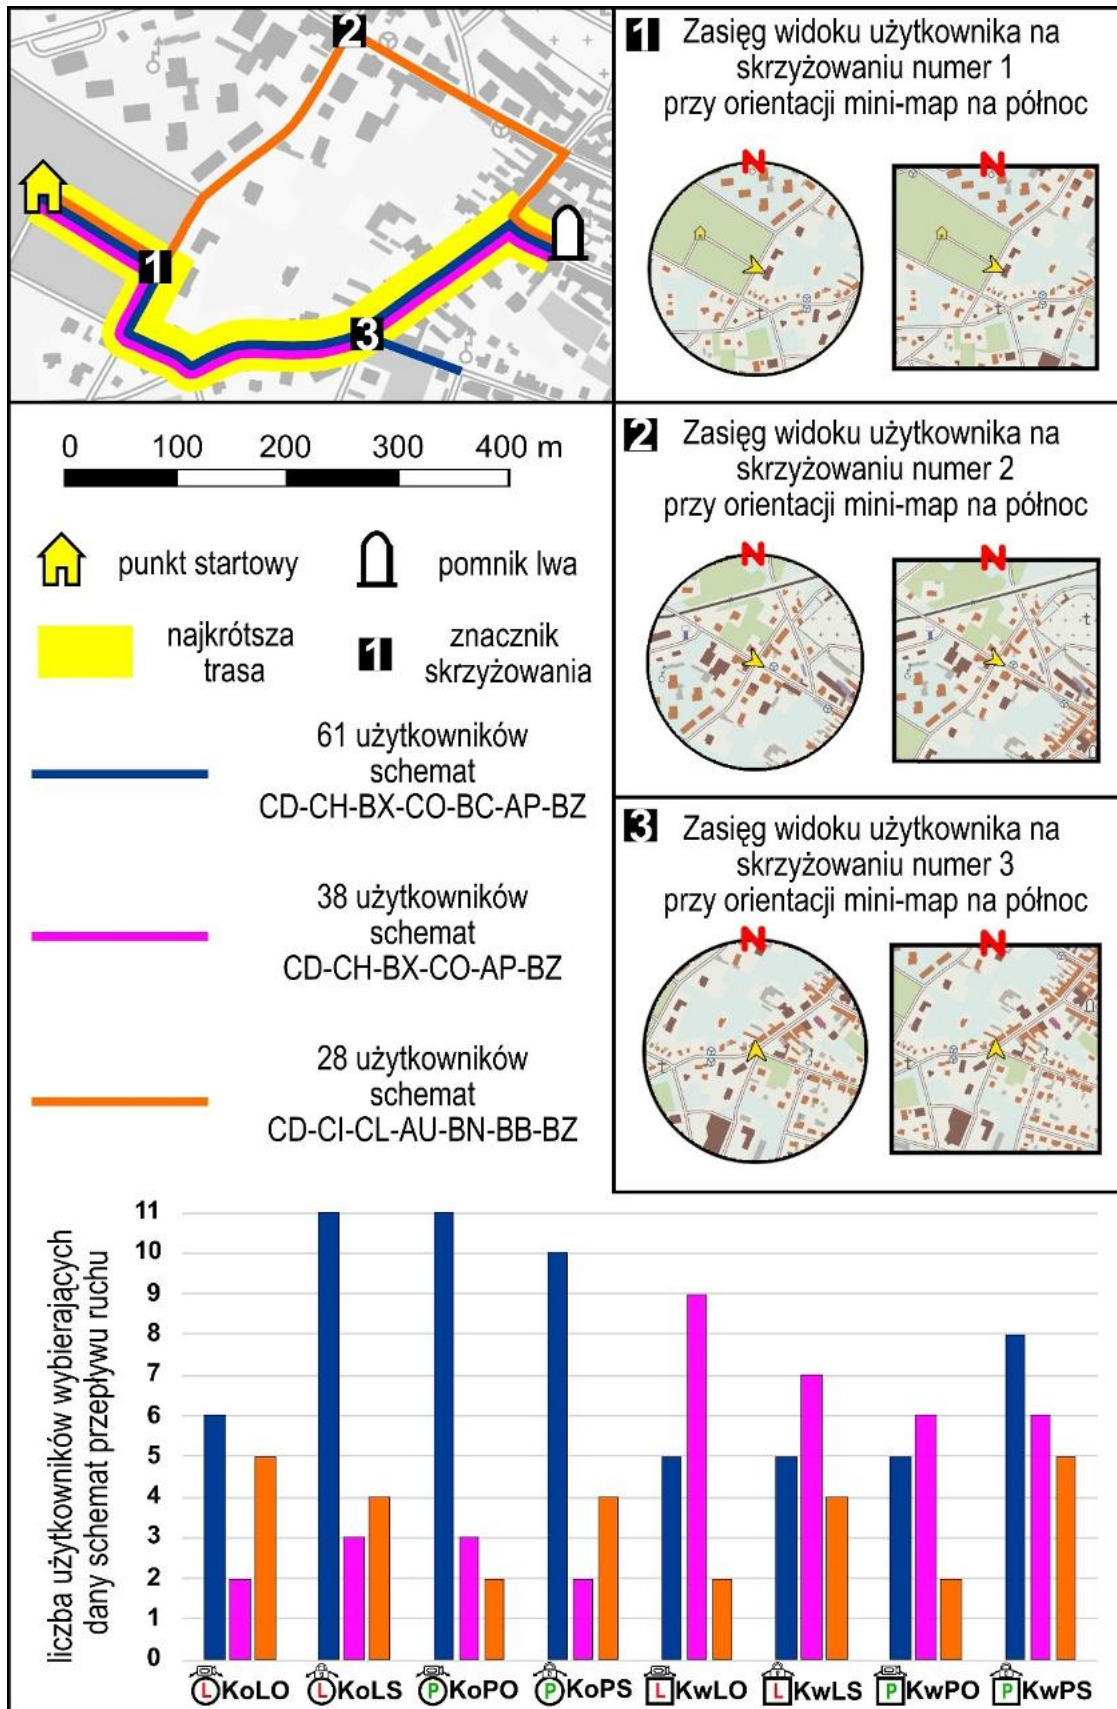 2
1
3
1 Zasięg widoku użytkownika na
skrzyżowaniu numer 1
przy orientacji mini-map na północ
N N
0 100 200 300 400 m
punkt startowy
pomnik lwa
najkrótsza
trasa
1 znacznik
skrzyżowania
61 użytkowników
schemat
CD-CH-BX-CO-BC-AP-BZ
38 użytkowników
schemat
CD-CH-BX-CO-AP-BZ
28 użytkowników
schemat
CD-CI-CL-AU-BN-BB-BZ
2 Zasięg widoku użytkownika na
skrzyżowaniu numer 2
przy orientacji mini-map na północ
N N
3 Zasięg widoku użytkownika na
skrzyżowaniu numer 3
przy orientacji mini-map na północ
N N
liczba użytkowników wybierających
dany schemat przepływu ruchu
11
10
9
8
7
6
5
4
3
2
1
0
L KoLO L KoLS P KoPO P KoPS L KwLO L KwLS P KwPO P KwPS